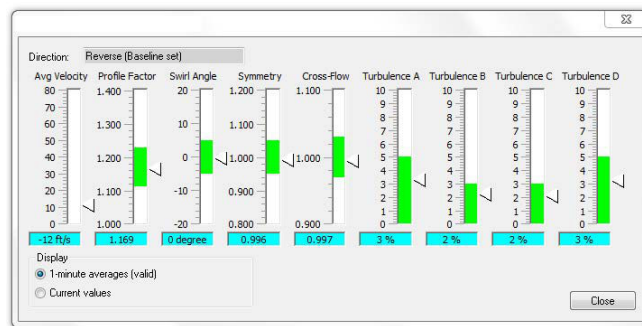 Direction: Reverse (Baseline set)
Avg Velocity Profile Factor Swirl Angle Symmetry Cross-Flow Turbulence A Turbulence B Turbulence C Turbulence D
80 1.400 20 1.200 1.100 10 10 10 10
9 9 9 9
70
8 8 8 8
60 1.300 10 1.100
7 7 7 7
50
6 6 6 6
40 1.200 0 1.000 1.000 5 5 5 5
30
4 4 4 4
20 1.100 -10 0.900
3 3 3 3
2 2 2 2
10
1 1 1 1
0 1.000 -20 0.800 0.900 0 0 0 0
-12 ft/s 1.169 0 degree 0.996 0.997 3 % 2 % 2 % 3 %
Display
1-minute averages (valid)
Current values
Close